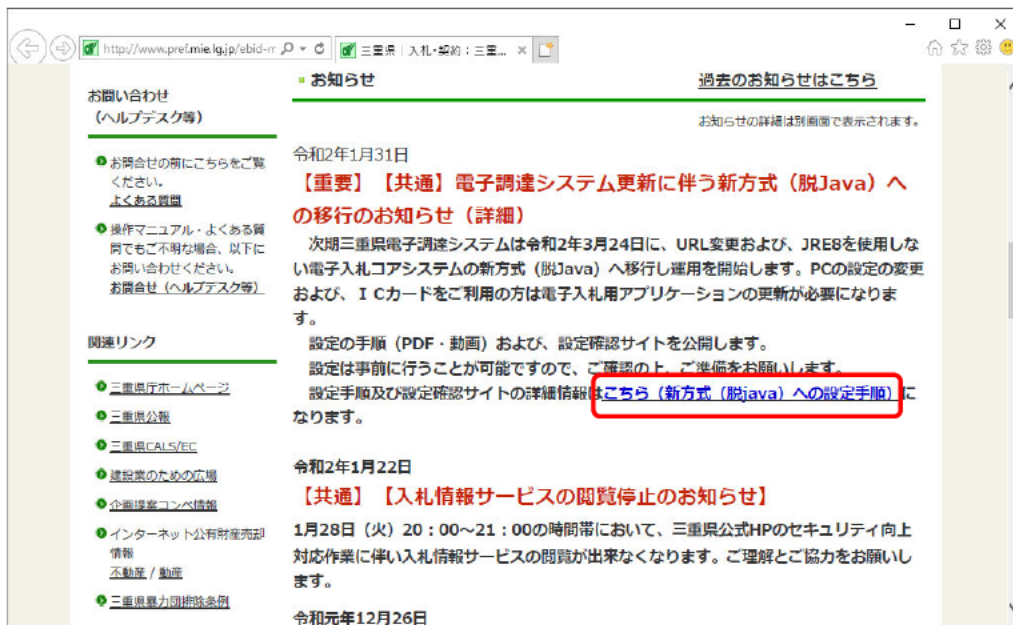 http://www.pref.mie.lg.jp/ebid-m
三重県｜入札・契約：三重...
お問い合わせ
（ヘルプデスク等）
お問合せの前にこちらをご覧
ください。
よくある質問
操作マニュアル・よくある質
問でもご不明な場合、以下に
お問い合わせください。
お問合せ（ヘルプデスク等）
関連リンク
三重県庁ホームページ
三重県公報
三重県CALS/EC
建設業のための広場
企画提案コンペ情報
インターネット公有財産売却
情報
不動産 / 動産
三重県暴力団排除条例
お知らせ
過去のお知らせはこちら
お知らせの詳細は別画面で表示されます。
令和2年1月31日
【重要】【共通】電子調達システム更新に伴う新方式（脱Java）へ
の移行のお知らせ（詳細）
次期三重県電子調達システムは令和2年3月24日に、URL変更および、JRE8を使用しな
い電子入札コアシステムの新方式（脱Java）へ移行し運用を開始します。PCの設定の変更
および、ＩＣカードをご利用の方は電子入札用アプリケーションの更新が必要になりま
す。
設定の手順（PDF・動画）および、設定確認サイトを公開します。
設定は事前に行うことが可能ですので、ご確認の上、ご準備をお願いします。
設定手順及び設定確認サイトの詳細情報はこちら（新方式（脱java）への設定手順）に
なります。
令和2年1月22日
【共通】【入札情報サービスの閲覧停止のお知らせ】
1月28日（火）20：00～21：00の時間帯において、三重県公式HPのセキュリティ向上
対応作業に伴い入札情報サービスの閲覧が出来なくなります。ご理解とご協力をお願いし
ます。
令和元年12月26日